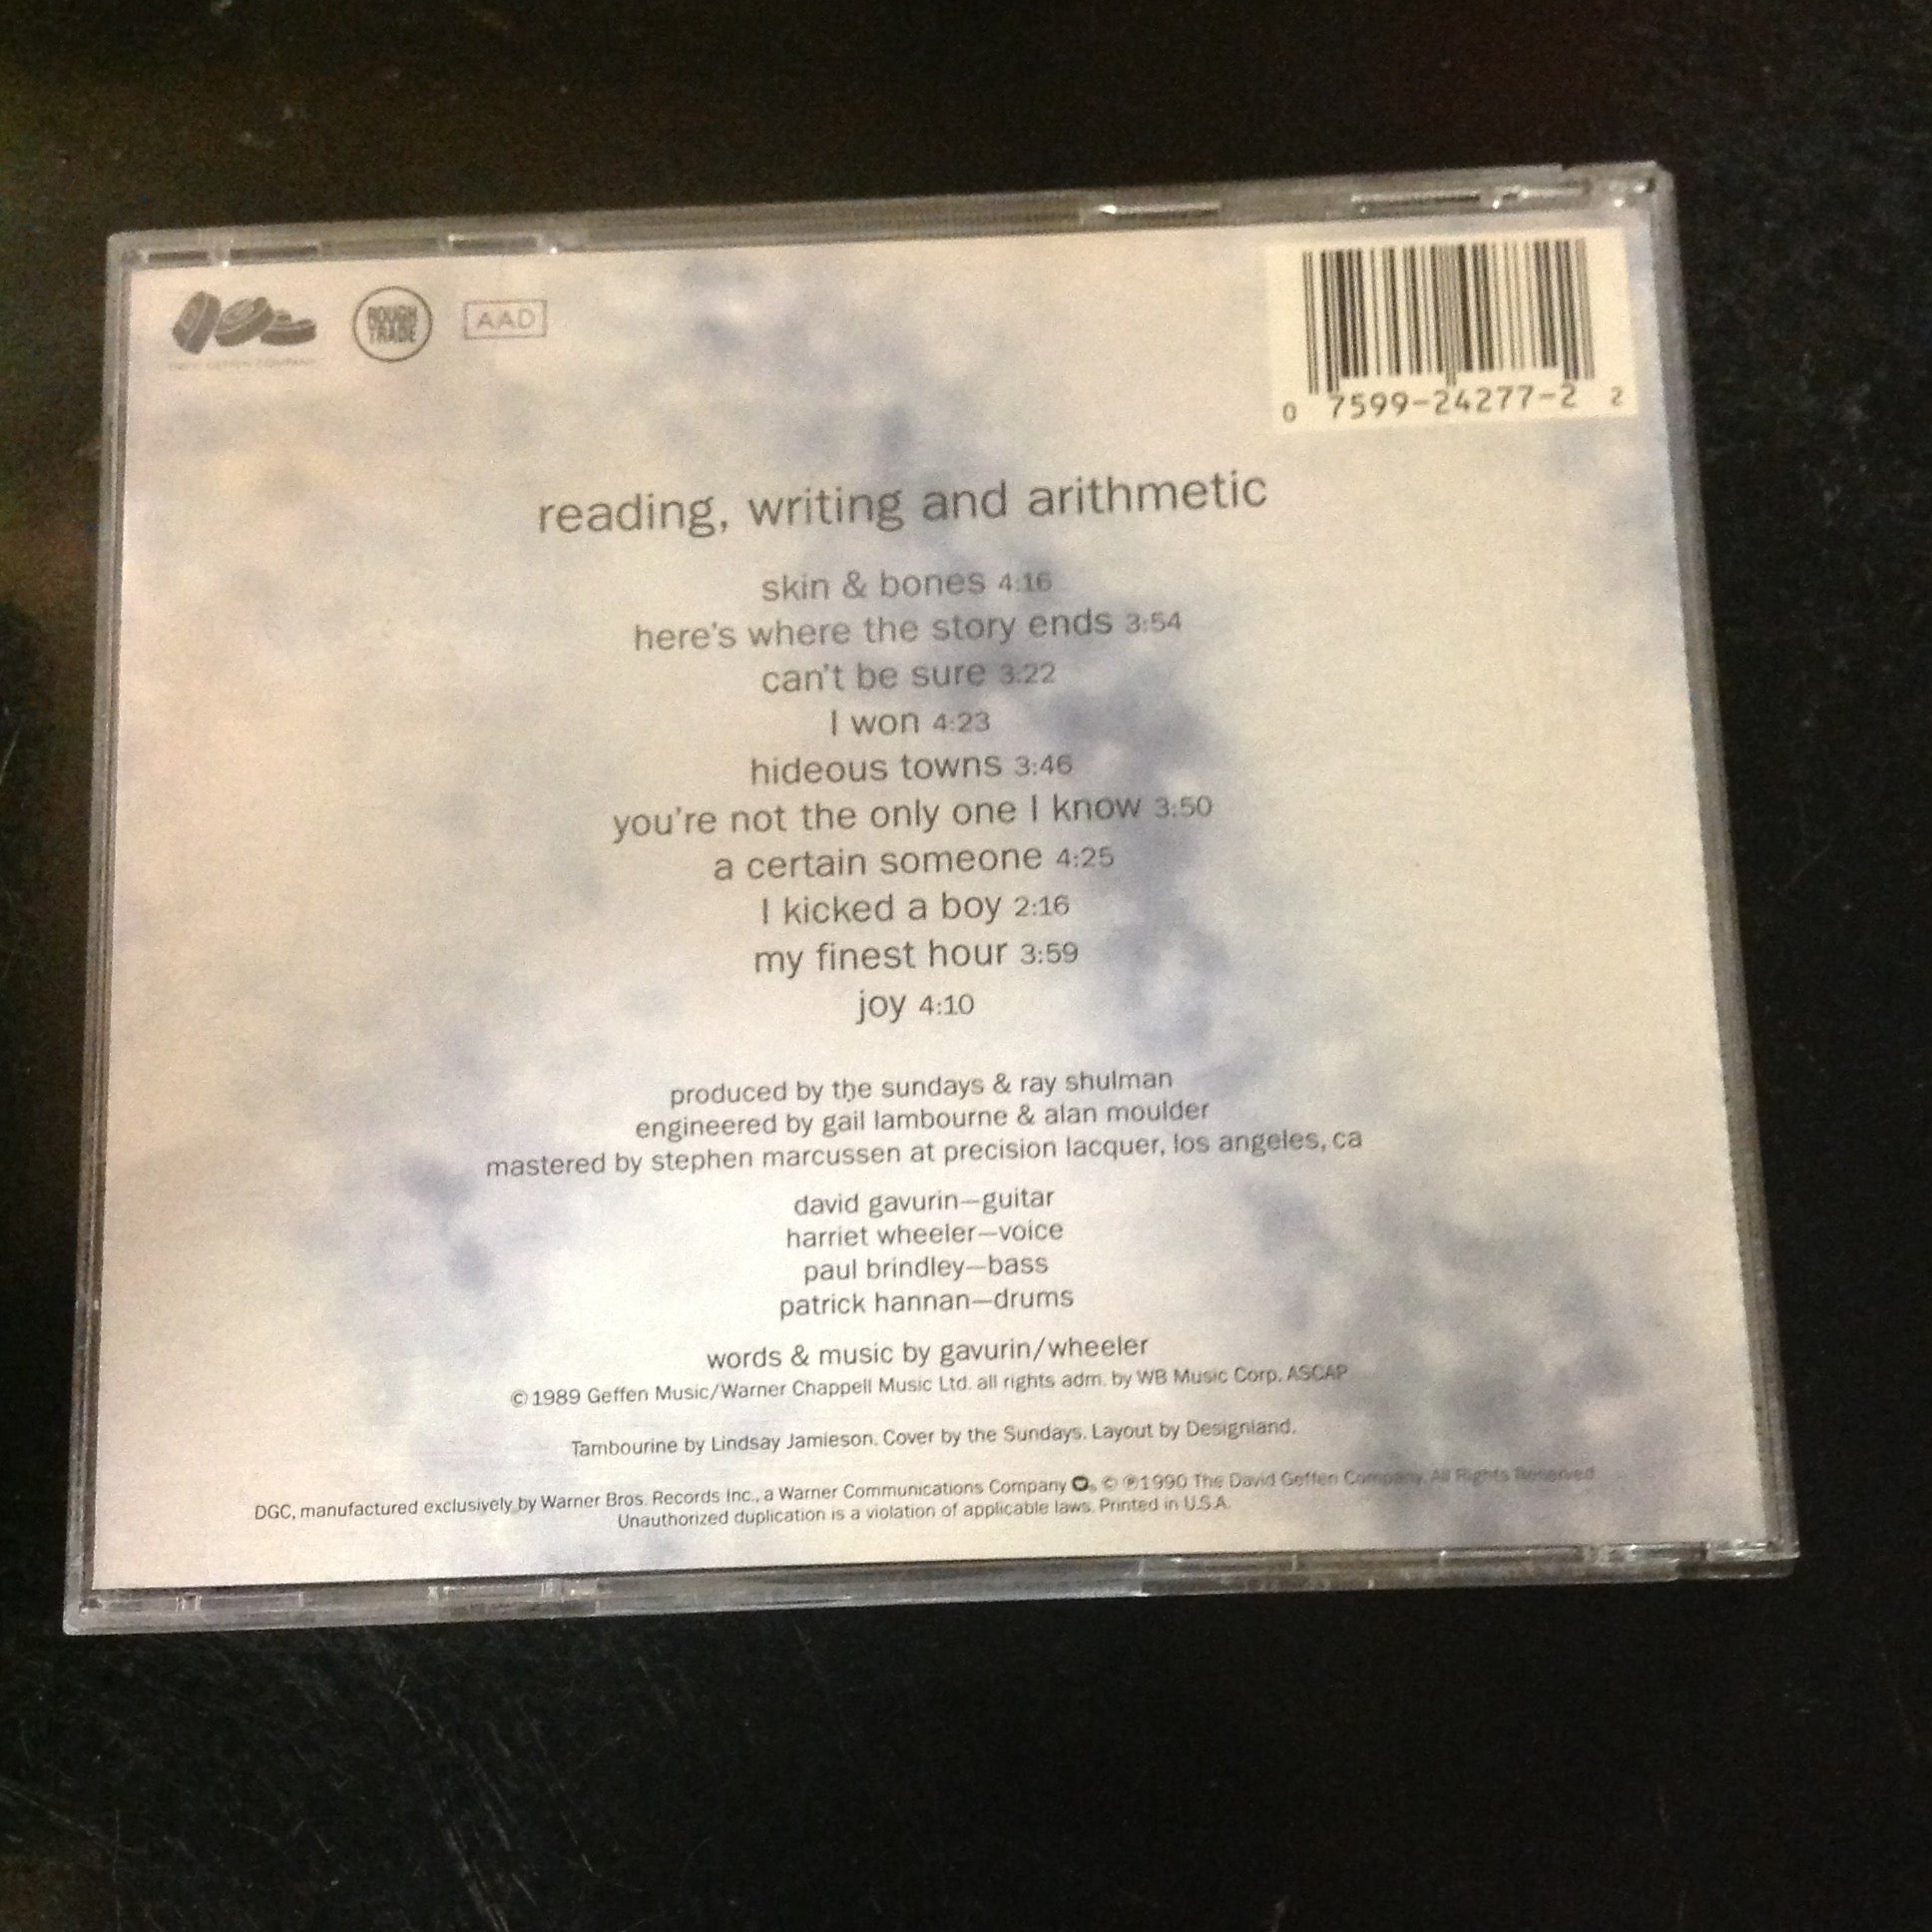 ROUGH
TRADE
AAD
0 7599-24277-2 2
reading, writing and arithmetic
skin & bones 4:16
here's where the story ends 3:54
can't be sure 3:22
I won 4:23
hideous towns 3:46
you're not the only one I know 3:50
a certain someone 4:25
I kicked a boy 2:16
my finest hour 3:59
joy 4:10
produced by the sundays & ray shulman
engineered by gail lambourne & alan moulder
mastered by stephen marcussen at precision lacquer, los angeles, ca
david gavurin—guitar
harriet wheeler—voice
paul brindley—bass
patrick hannan—drums
words & music by gavurin/wheeler
© 1989 Geffen Music/Warner Chappell Music Ltd. all rights adm. by WB Music Corp. ASCAP
Tambourine by Lindsay Jamieson. Cover by the Sundays. Layout by Designland.
DGC, manufactured exclusively by Warner Bros. Records Inc., a Warner Communications Company. © ℗ 1990 The David Geffen Company. All Rights Reserved
Unauthorized duplication is a violation of applicable laws. Printed in U.S.A.